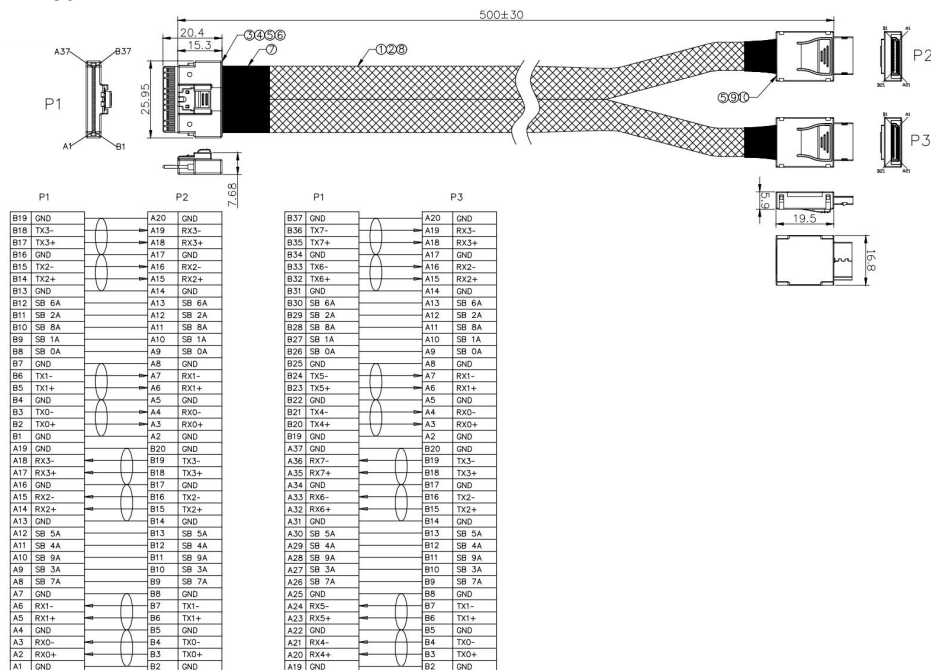 500±30
20.4
15.3
③④⑤⑥
⑦
①②⑧
A37
B37
P1
A1
B1
25.95
7.68
⑤⑨⑩
B1
A1
P2
B21
A21
B1
A1
P3
B21
A21
5.9
19.5
16.8
P1 P2
B19 GND A20 GND
B18 TX3- A19 RX3-
B17 TX3+ A18 RX3+
B16 GND A17 GND
B15 TX2- A16 RX2-
B14 TX2+ A15 RX2+
B13 GND A14 GND
B12 SB 6A A13 SB 6A
B11 SB 2A A12 SB 2A
B10 SB 8A A11 SB 8A
B9 SB 1A A10 SB 1A
B8 SB 0A A9 SB 0A
B7 GND A8 GND
B6 TX1- A7 RX1-
B5 TX1+ A6 RX1+
B4 GND A5 GND
B3 TX0- A4 RX0-
B2 TX0+ A3 RX0+
B1 GND A2 GND
A19 GND B20 GND
A18 RX3- B19 TX3-
A17 RX3+ B18 TX3+
A16 GND B17 GND
A15 RX2- B16 TX2-
A14 RX2+ B15 TX2+
A13 GND B14 GND
A12 SB 5A B13 SB 5A
A11 SB 4A B12 SB 4A
A10 SB 9A B11 SB 9A
A9 SB 3A B10 SB 3A
A8 SB 7A B9 SB 7A
A7 GND B8 GND
A6 RX1- B7 TX1-
A5 RX1+ B6 TX1+
A4 GND B5 GND
A3 RX0- B4 TX0-
A2 RX0+ B3 TX0+
A1 GND B2 GND
P1 P3
B37 GND A20 GND
B36 TX7- A19 RX3-
B35 TX7+ A18 RX3+
B34 GND A17 GND
B33 TX6- A16 RX2-
B32 TX6+ A15 RX2+
B31 GND A14 GND
B30 SB 6A A13 SB 6A
B29 SB 2A A12 SB 2A
B28 SB 8A A11 SB 8A
B27 SB 1A A10 SB 1A
B26 SB 0A A9 SB 0A
B25 GND A8 GND
B24 TX5- A7 RX1-
B23 TX5+ A6 RX1+
B22 GND A5 GND
B21 TX4- A4 RX0-
B20 TX4+ A3 RX0+
B19 GND A2 GND
A37 GND B20 GND
A36 RX7- B19 TX3-
A35 RX7+ B18 TX3+
A34 GND B17 GND
A33 RX6- B16 TX2-
A32 RX6+ B15 TX2+
A31 GND B14 GND
A30 SB 5A B13 SB 5A
A29 SB 4A B12 SB 4A
A28 SB 9A B11 SB 9A
A27 SB 3A B10 SB 3A
A26 SB 7A B9 SB 7A
A25 GND B8 GND
A24 RX5- B7 TX1-
A23 RX5+ B6 TX1+
A22 GND B5 GND
A21 RX4- B4 TX0-
A20 RX4+ B3 TX0+
A19 GND B2 GND